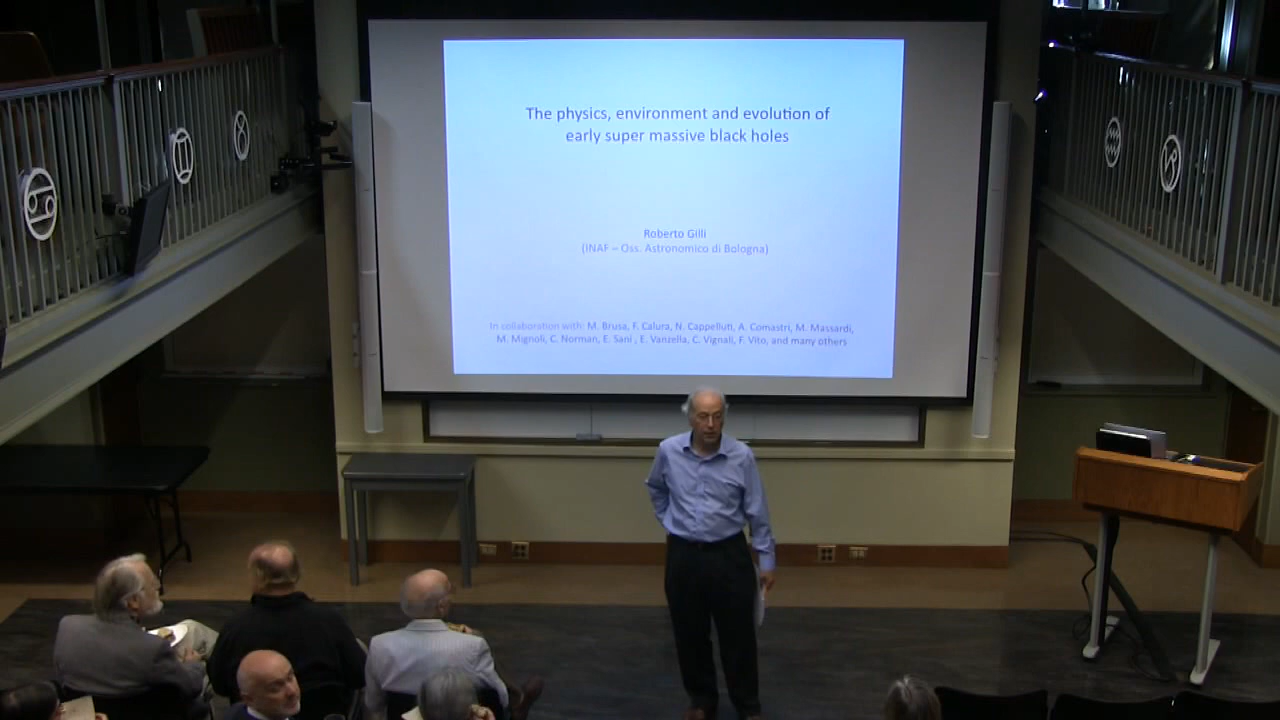 The physics, environment and evolution of
early super massive black holes
Roberto Gilli
(INAF – Oss. Astronomico di Bologna)
In collaboration with: M. Brusa, F. Calura, N. Cappelluti, A. Comastri, M. Massardi,
M. Mignoli, C. Norman, E. Sani , E. Vanzella, C. Vignali, F. Vito, and many others